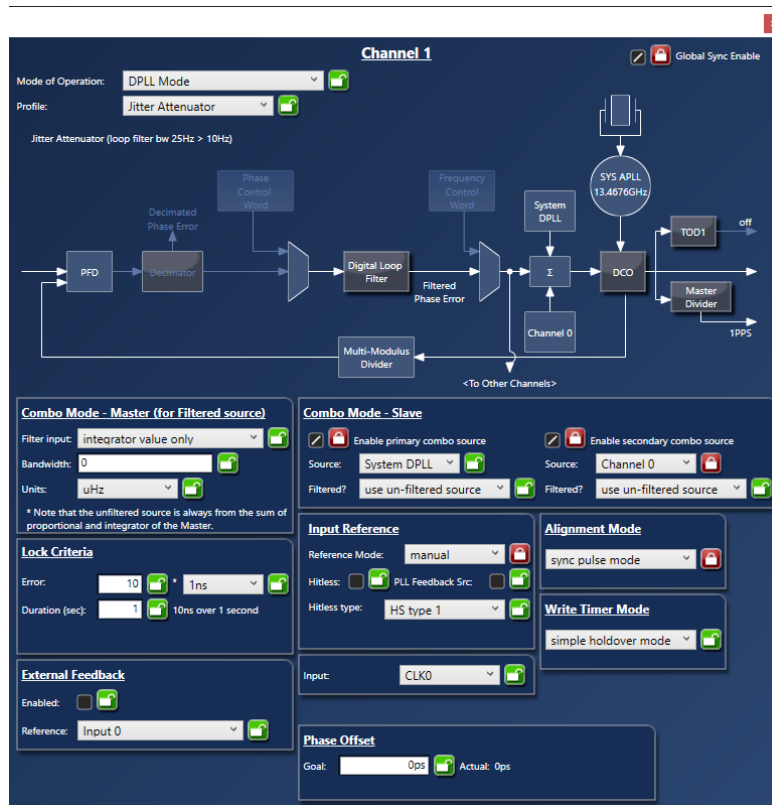 Channel 1
Global Sync Enable
Mode of Operation: DPLL Mode
Profile: Jitter Attenuator
Jitter Attenuator (loop filter bw 25Hz > 10Hz)
Phase
Control
Word
Frequency
Control
Word
SYS APLL
13.4676GHz
Decimated
Phase Error
System
DPLL
TOD1
off
PFD
Decimator
Digital Loop
Filter
Filtered
Phase Error
Σ
DCO
Master
Divider
1PPS
Channel 0
Multi-Modulus
Divider
<To Other Channels>
Combo Mode - Master (for Filtered source)
Filter input: integrator value only
Bandwidth: 0
Units: uHz
* Note that the unfiltered source is always from the sum of
proportional and integrator of the Master.
Combo Mode - Slave
Enable primary combo source
Enable secondary combo source
Source: System DPLL
Source: Channel 0
Filtered? use un-filtered source
Filtered? use un-filtered source
Lock Criteria
Error: 10 * 1ns
Duration (sec): 1 10ns over 1 second
Input Reference
Reference Mode: manual
Hitless: PLL Feedback Src:
Hitless type: HS type 1
Alignment Mode
sync pulse mode
Write Timer Mode
simple holdover mode
External Feedback
Enabled:
Reference: Input 0
Input: CLK0
Phase Offset
Goal: 0ps Actual: 0ps